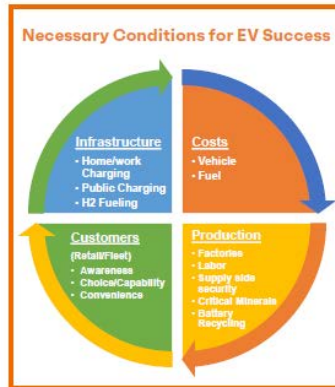 Necessary Conditions for EV Success
Infrastructure
• Home/work
Charging
• Public Charging
• H2 Fueling
Costs
• Vehicle
• Fuel
Customers
(Retail/Fleet)
• Awareness
• Choice/Capability
• Convenience
Production
• Factories
• Labor
• Supply side
security
• Critical Minerals
• Battery
Recycling